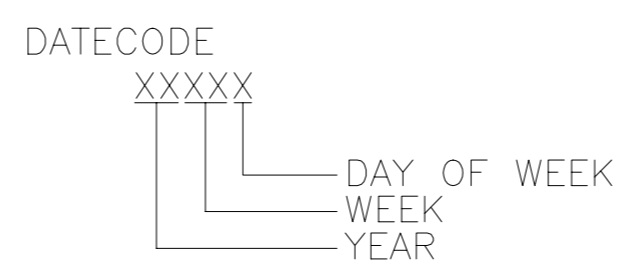 DATECODE
XXXXX
DAY OF WEEK
WEEK
YEAR